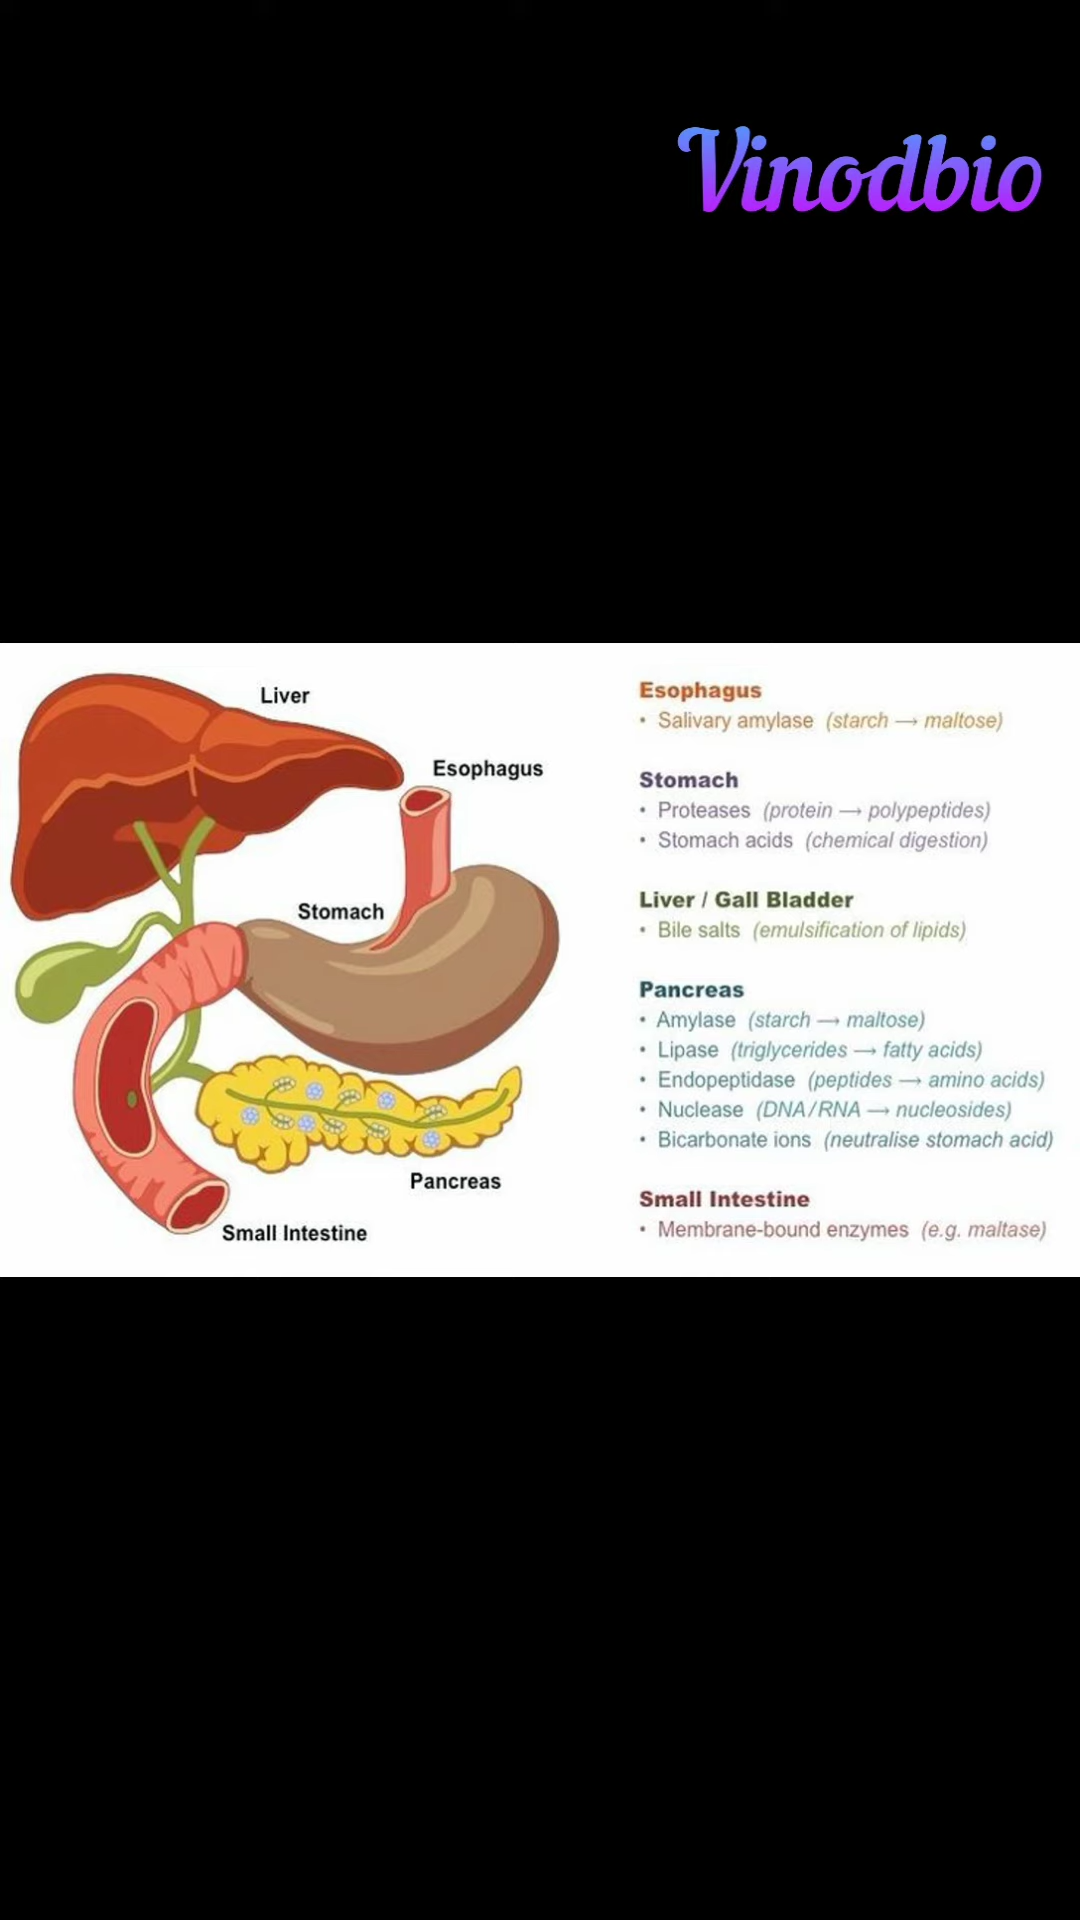 Vinodbio
Liver
Esophagus
Stomach
Pancreas
Small Intestine
Esophagus
• Salivary amylase (starch → maltose)
Stomach
• Proteases (protein → polypeptides)
• Stomach acids (chemical digestion)
Liver / Gall Bladder
• Bile salts (emulsification of lipids)
Pancreas
• Amylase (starch → maltose)
• Lipase (triglycerides → fatty acids)
• Endopeptidase (peptides → amino acids)
• Nuclease (DNA/RNA → nucleosides)
• Bicarbonate ions (neutralise stomach acid)
Small Intestine
• Membrane-bound enzymes (e.g. maltase)